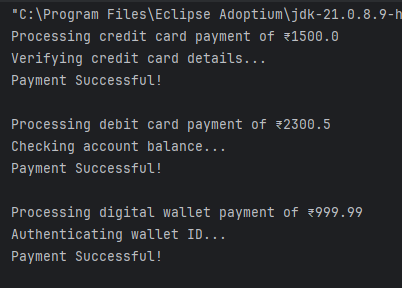 "C:\Program Files\Eclipse Adoptium\jdk-21.0.8.9-h
Processing credit card payment of ₹1500.0
Verifying credit card details...
Payment Successful!
Processing debit card payment of ₹2300.5
Checking account balance...
Payment Successful!
Processing digital wallet payment of ₹999.99
Authenticating wallet ID...
Payment Successful!